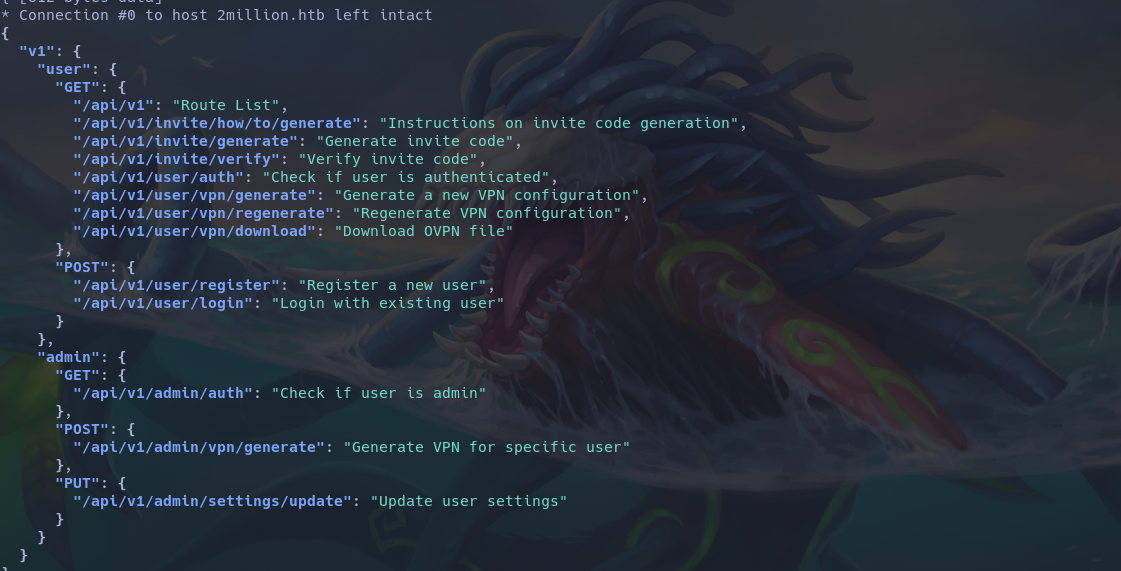 * Connection #0 to host 2million.htb left intact
{
  "v1": {
    "user": {
      "GET": {
        "/api/v1": "Route List",
        "/api/v1/invite/how/to/generate": "Instructions on invite code generation",
        "/api/v1/invite/generate": "Generate invite code",
        "/api/v1/invite/verify": "Verify invite code",
        "/api/v1/user/auth": "Check if user is authenticated",
        "/api/v1/user/vpn/generate": "Generate a new VPN configuration",
        "/api/v1/user/vpn/regenerate": "Regenerate VPN configuration",
        "/api/v1/user/vpn/download": "Download OVPN file"
      },
      "POST": {
        "/api/v1/user/register": "Register a new user",
        "/api/v1/user/login": "Login with existing user"
      }
    },
    "admin": {
      "GET": {
        "/api/v1/admin/auth": "Check if user is admin"
      },
      "POST": {
        "/api/v1/admin/vpn/generate": "Generate VPN for specific user"
      },
      "PUT": {
        "/api/v1/admin/settings/update": "Update user settings"
      }
    }
  }